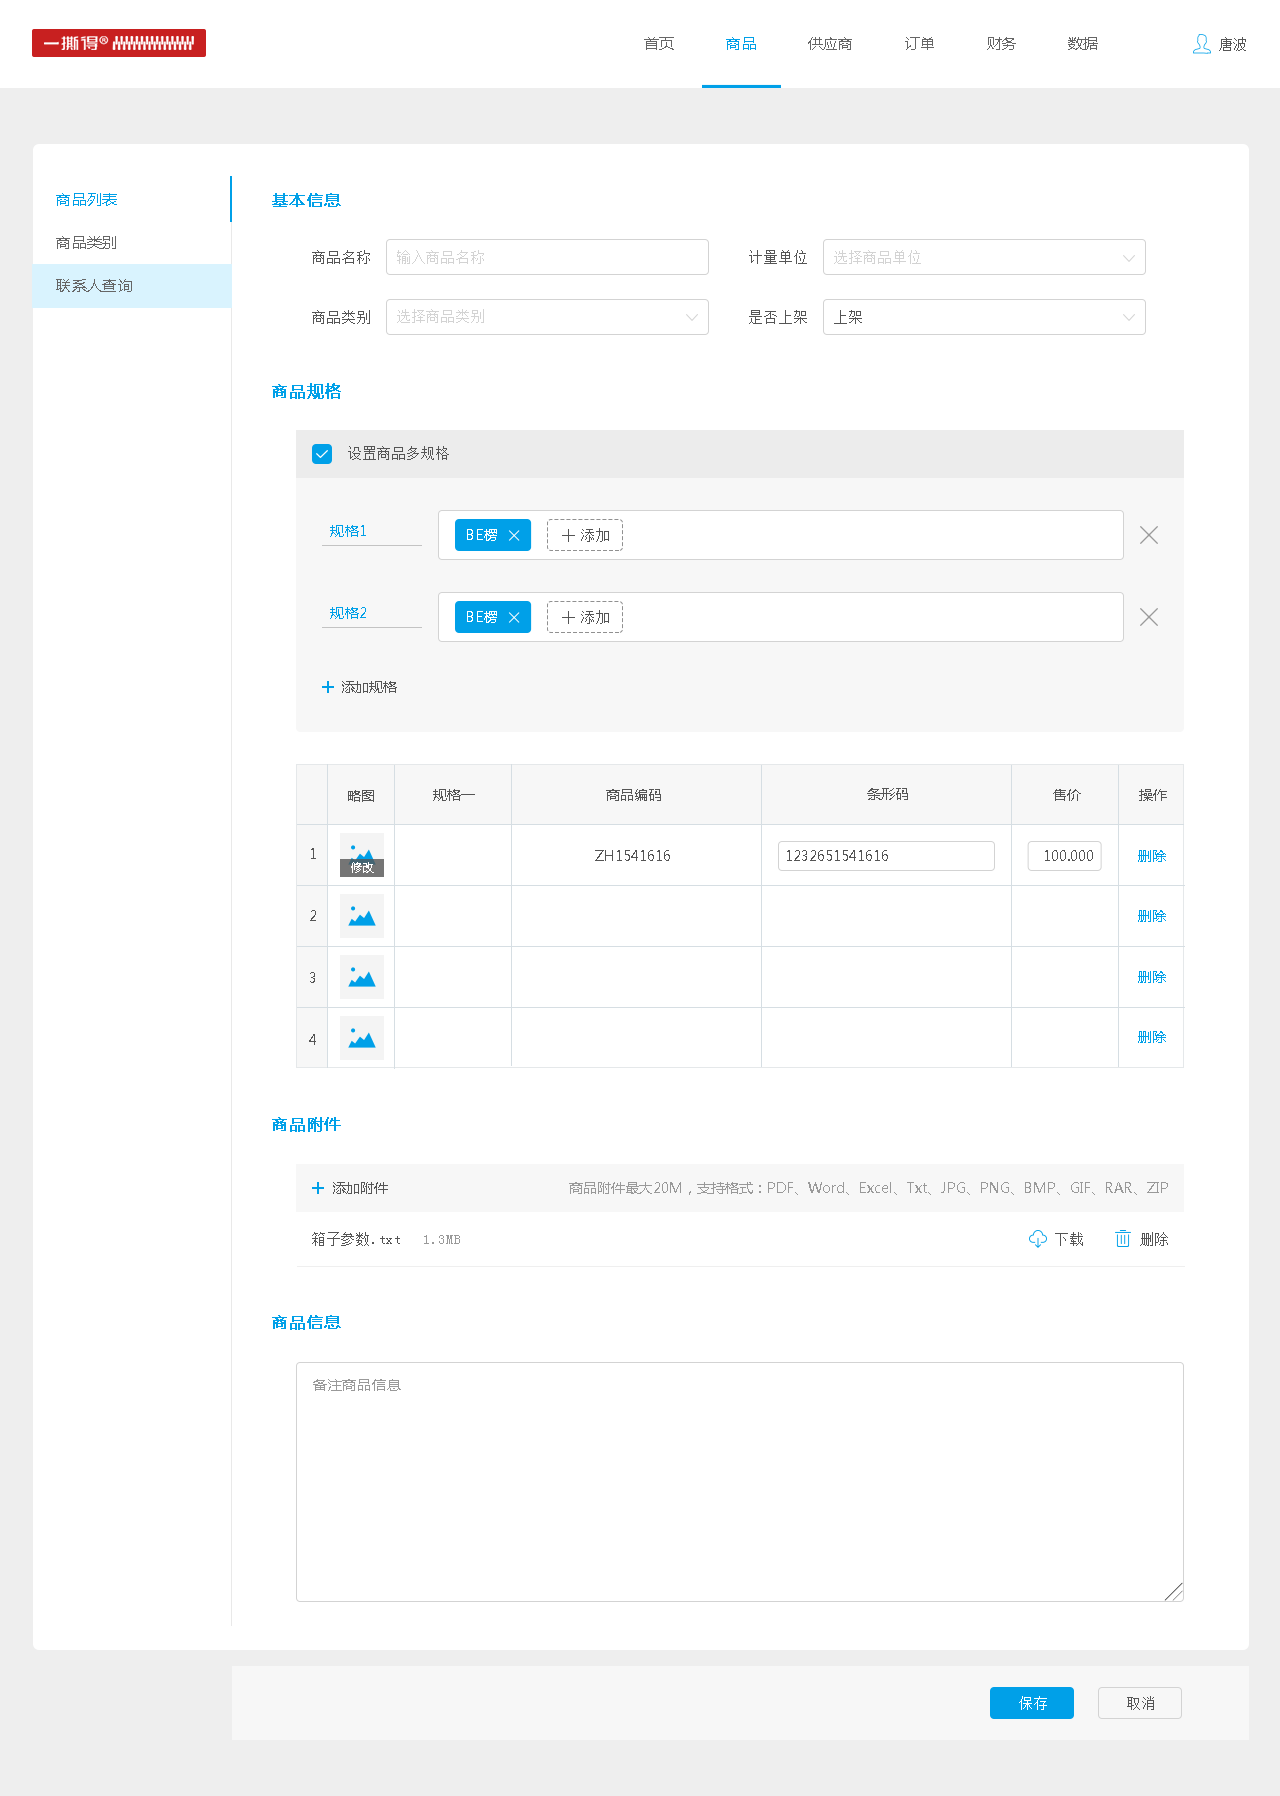 一撕得®
首页 商品 供应商 订单 财务 数据 唐波
商品列表
商品类别
联系人查询
基本信息
商品名称 输入商品名称 计量单位 选择商品单位
商品类别 选择商品类别 是否上架 上架
商品规格
设置商品多规格
规格1 BE楞 添加
规格2 BE楞 添加
添加规格
略图 规格一 商品编码 条形码 售价 操作
1 修改 ZH1541616 1232651541616 100.000 删除
2 删除
3 删除
4 删除
商品附件
添加附件 商品附件最大20M，支持格式：PDF、Word、Excel、Txt、JPG、PNG、BMP、GIF、RAR、ZIP
箱子参数.txt 1.3MB 下载 删除
商品信息
备注商品信息
保存 取消